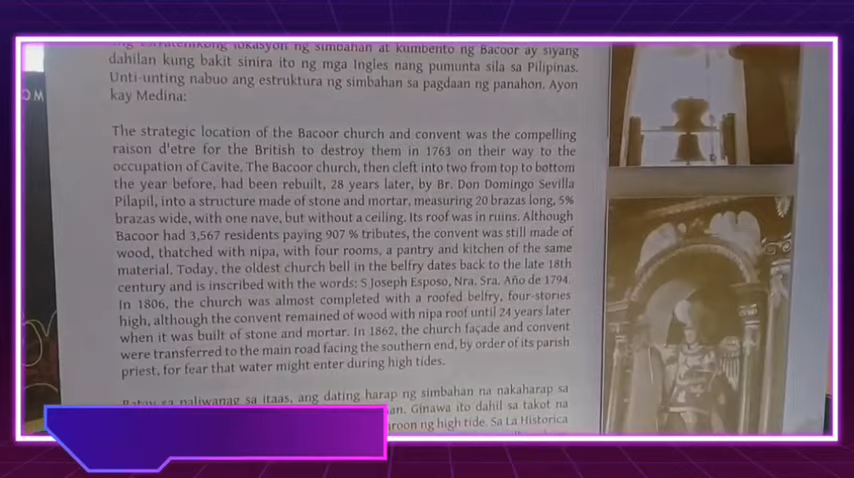 lokasyon ng simbahan at kumbento ng Bacoor ay siyang
dahilan kung bakit sinira ito ng mga Ingles nang pumunta sila sa Pilipinas.
Unti-unting nabuo ang estruktura ng simbahan sa pagdaan ng panahon. Ayon
kay Medina:
The strategic location of the Bacoor church and convent was the compelling
raison d'etre for the British to destroy them in 1763 on their way to the
occupation of Cavite. The Bacoor church, then cleft into two from top to bottom
the year before, had been rebuilt, 28 years later, by Br. Don Domingo Sevilla
Pilapil, into a structure made of stone and mortar, measuring 20 brazas long, 5%
brazas wide, with one nave, but without a ceiling. Its roof was in ruins. Although
Bacoor had 3,567 residents paying 907 % tributes, the convent was still made of
wood, thatched with nipa, with four rooms, a pantry and kitchen of the same
material. Today, the oldest church bell in the belfry dates back to the late 18th
century and is inscribed with the words: S Joseph Esposo, Nra. Sra. Año de 1794.
In 1806, the church was almost completed with a roofed belfry, four-stories
high, although the convent remained of wood with nipa roof until 24 years later
when it was built of stone and mortar. In 1862, the church façade and convent
were transferred to the main road facing the southern end, by order of its parish
priest, for fear that water might enter during high tides.
sa naliwanag sa itaas, ang dating harap ng simbahan na nakaharap sa
Ginawa ito dahil sa takot na
ng high tide. Sa La Historica